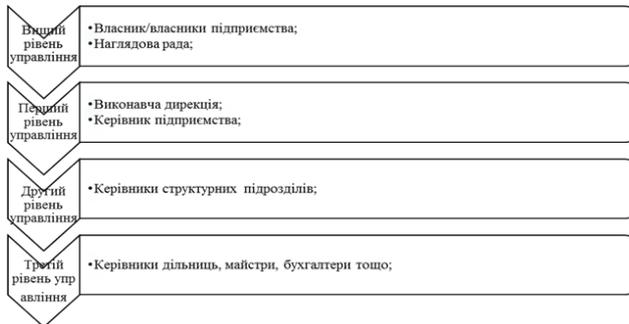 Вищий
рівень
управління
•Власник/власники підприємства;
•Наглядова рада;
Перший
рівень
управління
•Виконавча дирекція;
•Керівник підприємства;
Другий
рівень
управління
•Керівники структурних підрозділів;
Третій
рівень упр
авління
•Керівники дільниць, майстри, бухгалтери тощо;